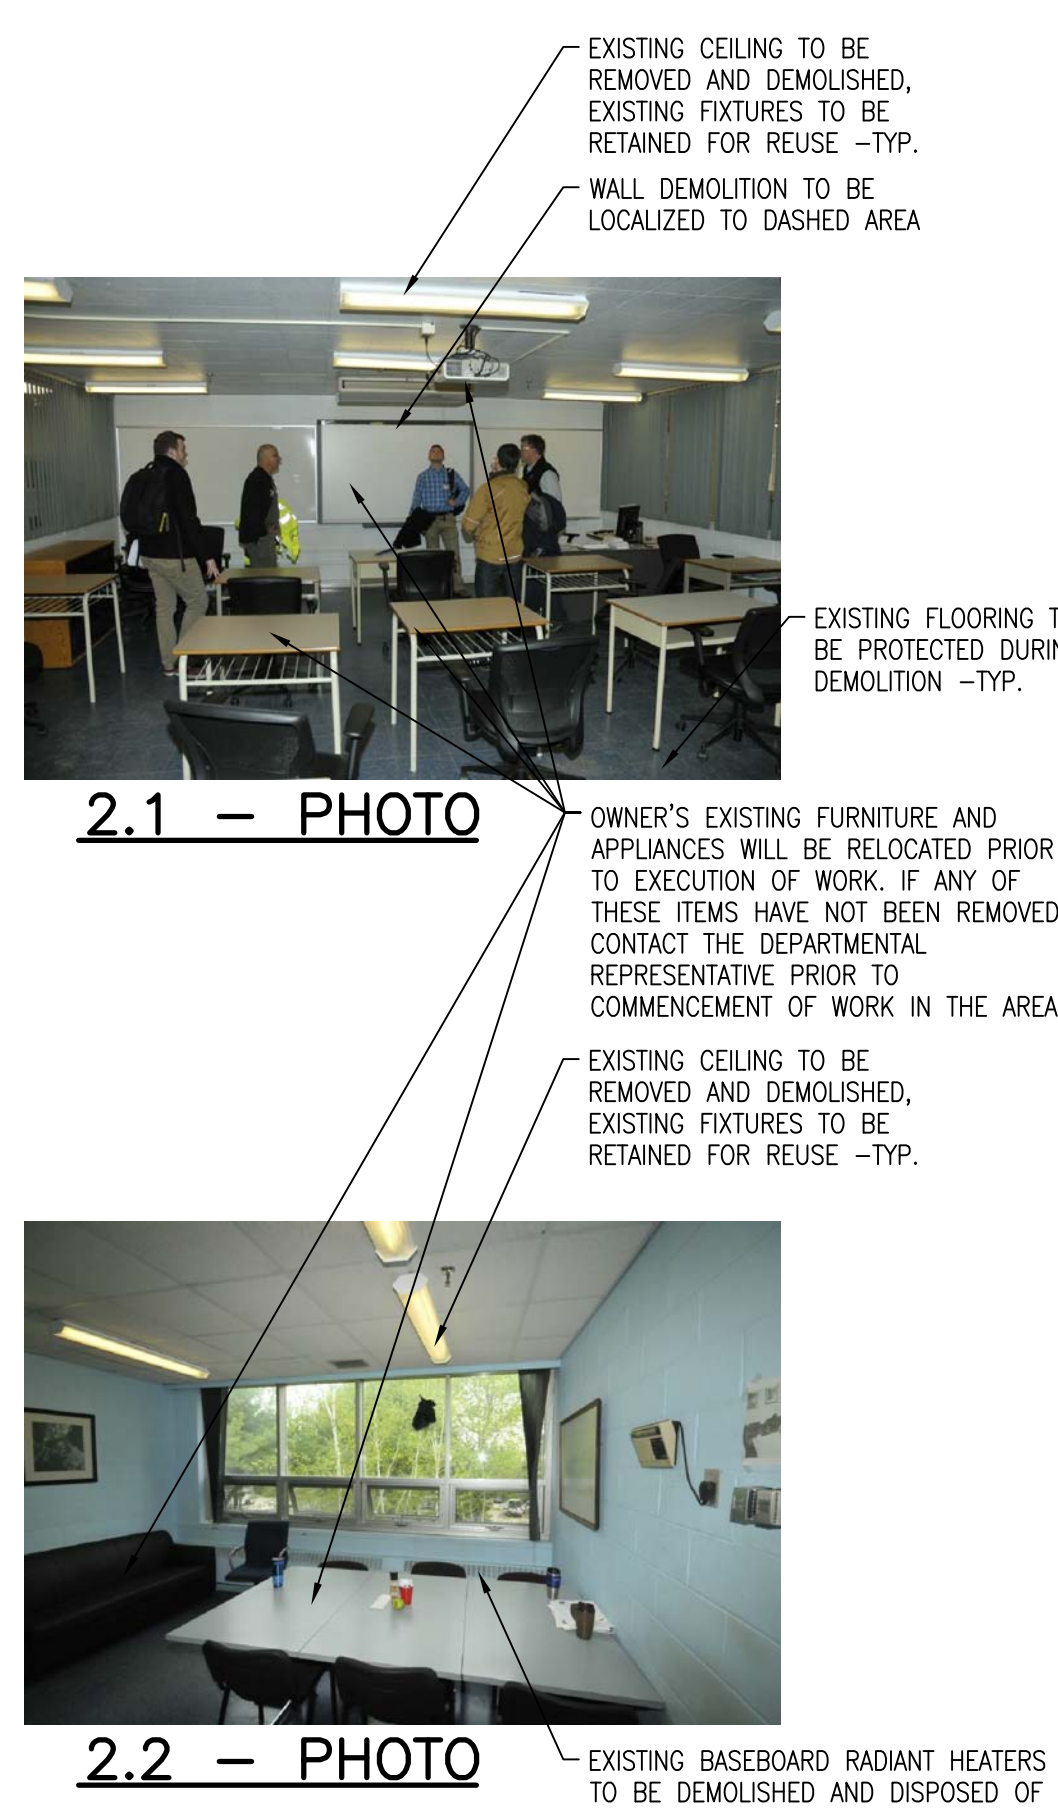 EXISTING CEILING TO BE
REMOVED AND DEMOLISHED,
EXISTING FIXTURES TO BE
RETAINED FOR REUSE –TYP.
WALL DEMOLITION TO BE
LOCALIZED TO DASHED AREA
EXISTING FLOORING
BE PROTECTED
DEMOLITION –TYP.
2.1 – PHOTO
OWNER'S EXISTING FURNITURE AND
APPLIANCES WILL BE RELOCATED PRIOR
TO EXECUTION OF WORK. IF ANY OF
THESE ITEMS HAVE NOT BEEN REMOVED
CONTACT THE DEPARTMENTAL
REPRESENTATIVE PRIOR TO
COMMENCEMENT OF WORK IN THE AREA
EXISTING CEILING TO BE
REMOVED AND DEMOLISHED,
EXISTING FIXTURES TO BE
RETAINED FOR REUSE –TYP.
2.2 – PHOTO
EXISTING BASEBOARD RADIANT HEATERS
TO BE DEMOLISHED AND DISPOSED OF